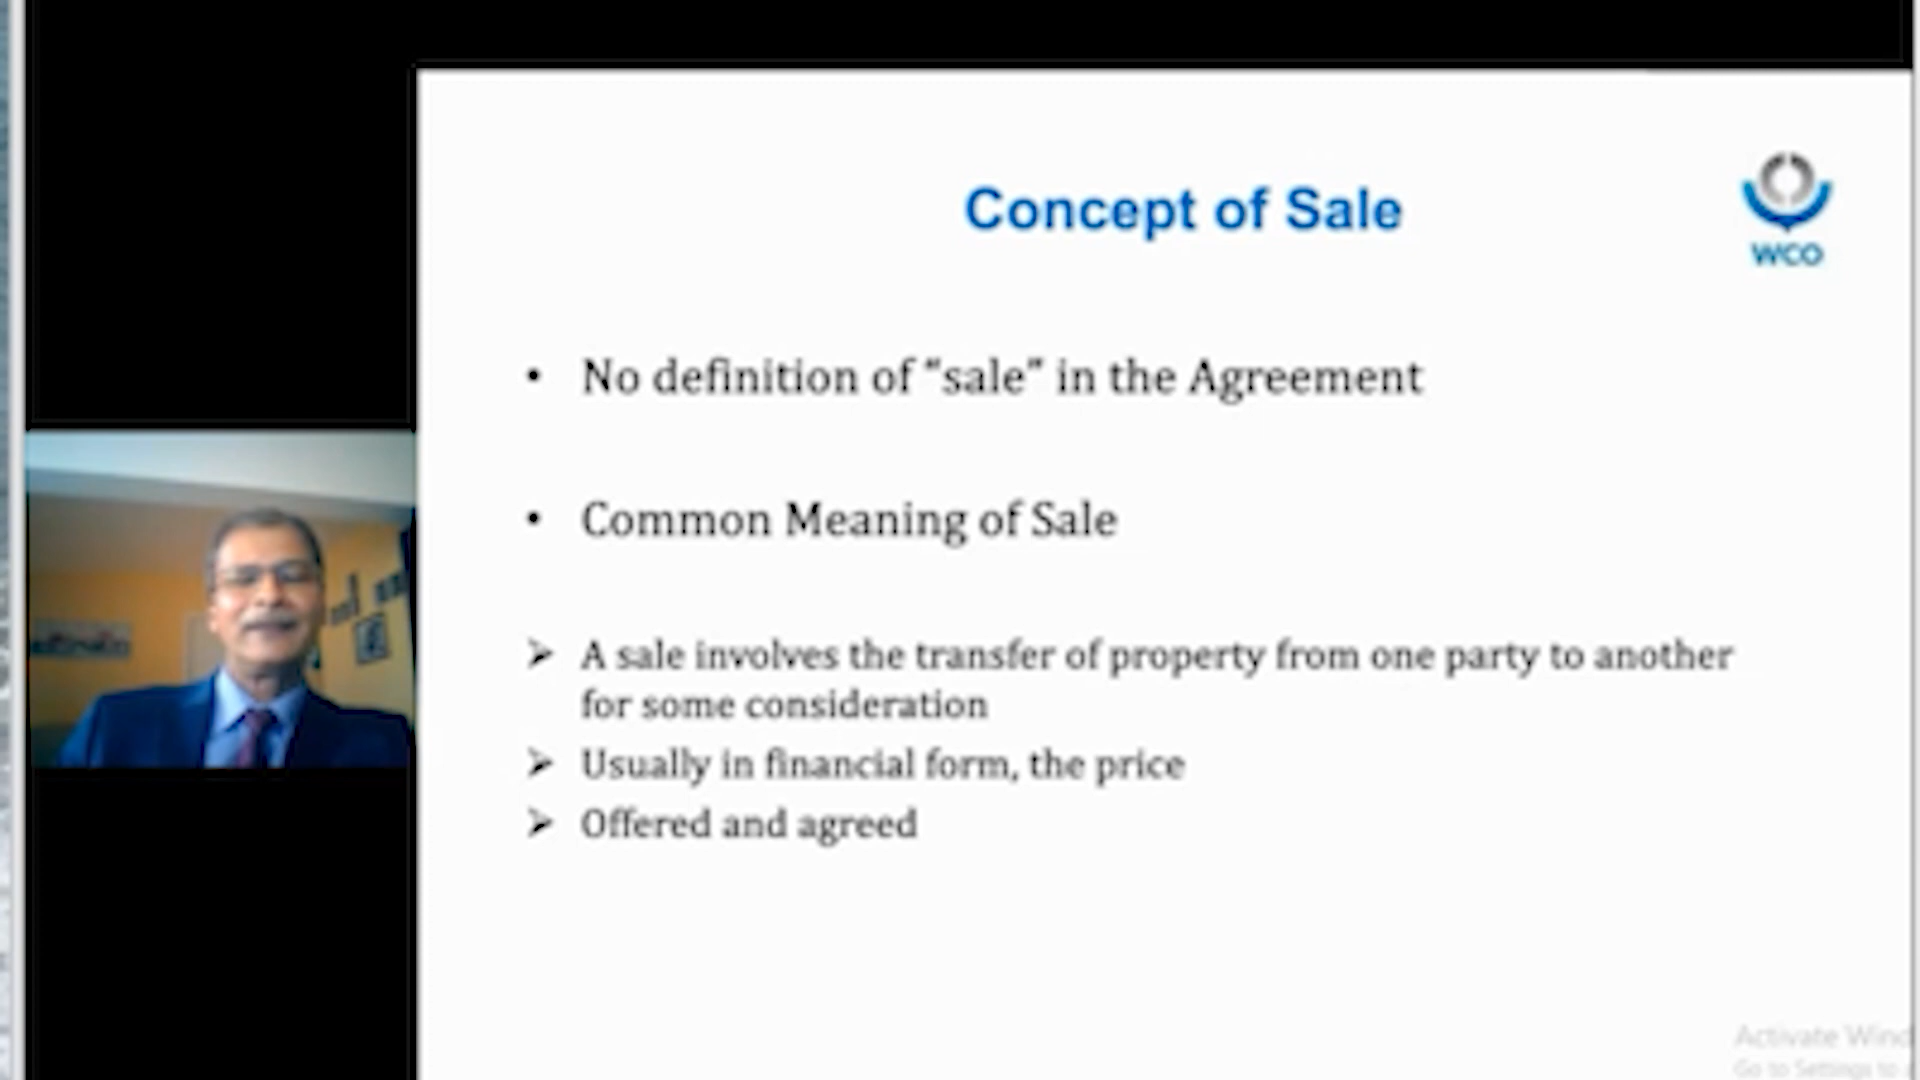 Concept of Sale
WCO
• No definition of “sale” in the Agreement
• Common Meaning of Sale
➢ A sale involves the transfer of property from one party to another
for some consideration
➢ Usually in financial form, the price
➢ Offered and agreed
Activate Wind
Go to Settings to